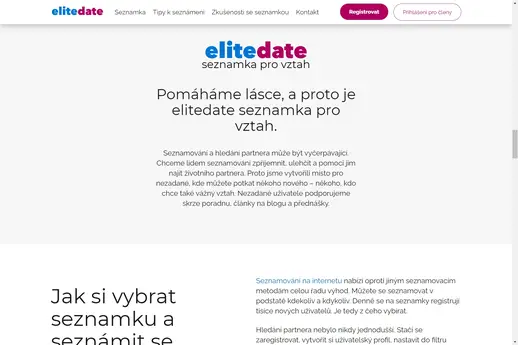 elitedate
Seznamka
Tipy k seznámení
Zkušenosti se seznamkou
Kontakt
Registrovat
Přihlášení pro členy
elitedate
seznamka pro vztah
Pomáháme lásce, a proto je
elitedate seznamka pro
vztah.
Seznamování a hledání partnera může být vyčerpávající.
Chceme lidem seznamování zpříjemnit, ulehčit a pomoci jim
najít životního partnera. Proto jsme vytvořili místo pro
nezadané, kde můžete potkat někoho nového – někoho, kdo
chce také vážný vztah. Nezadané uživatele podporujeme
skrze poradnu, články na blogu a přednášky.
Jak si vybrat
seznamku a
seznámit se
Seznamování na internetu nabízí oproti jiným seznamovacím
metodám celou řadu výhod. Můžete se seznamovat v
podstatě kdekoliv a kdykoliv. Denně se na seznamky registrují
tisíce nových uživatelů. Je tedy z čeho vybírat.
Hledání partnera nebylo nikdy jednodušší. Stačí se
zaregistrovat, vytvořit si uživatelský profil, nastavit do filtru